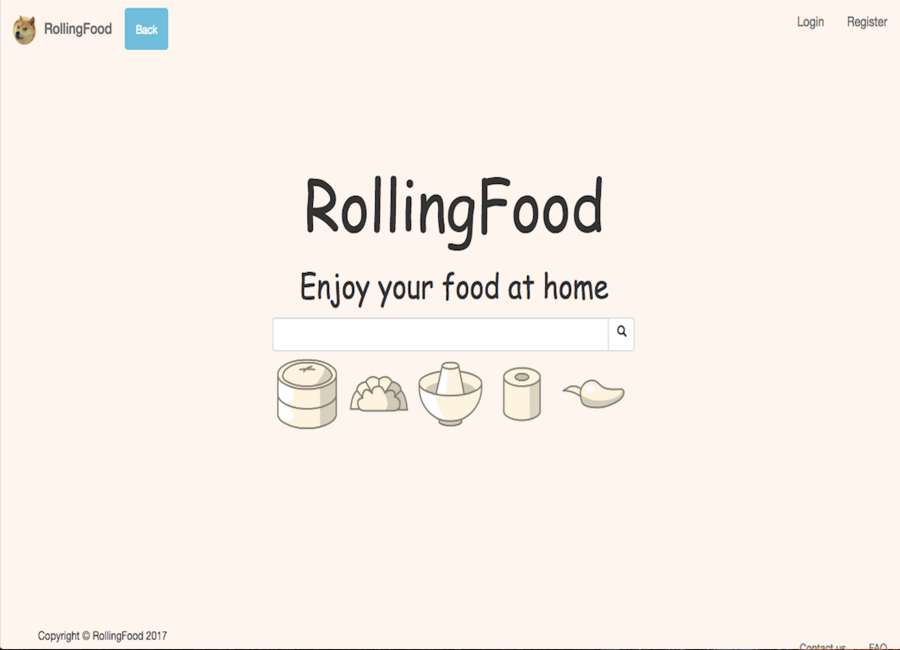 RollingFood Back Login Register
RollingFood
Enjoy your food at home
Copyright © RollingFood 2017
Contact us FAQ